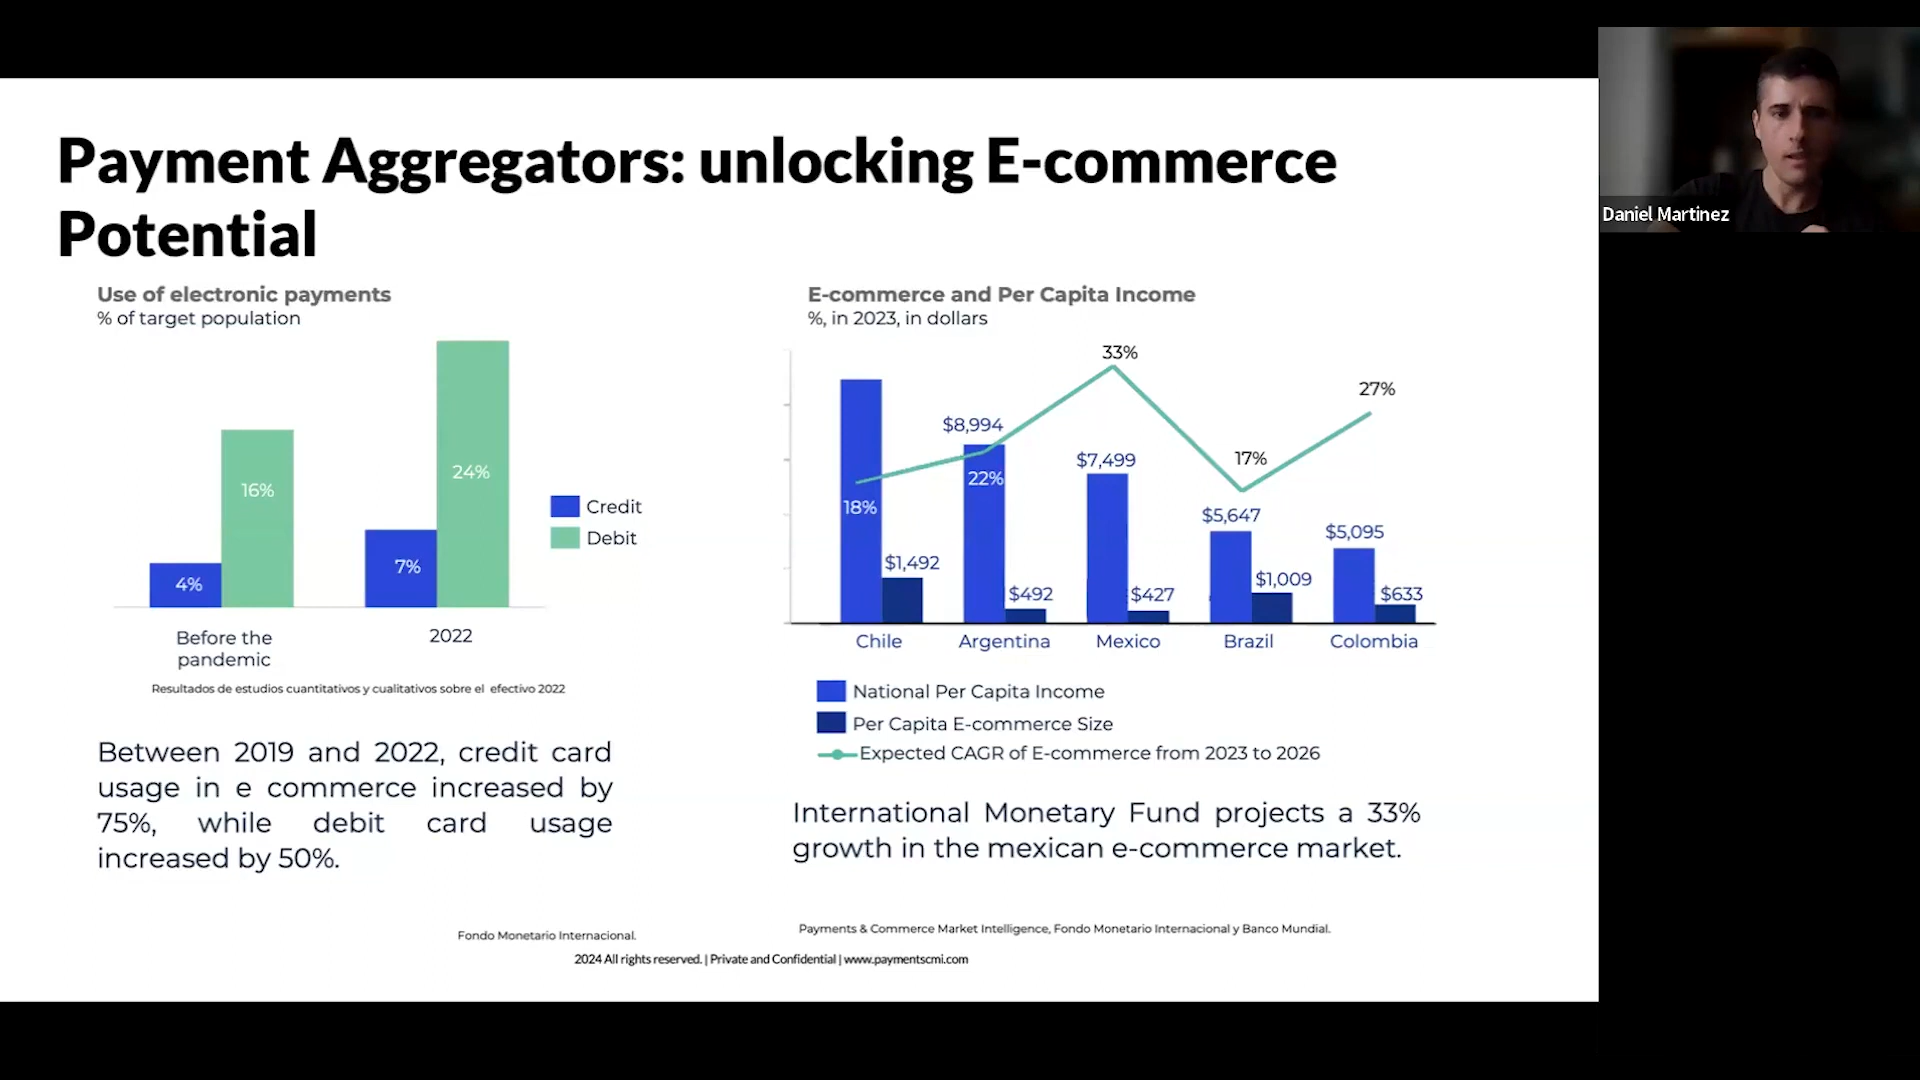 Payment Aggregators: unlocking E-commerce
Potential
Use of electronic payments
% of target population
16%
24%
4%
7%
Credit
Debit
Before the
pandemic
2022
Resultados de estudios cuantitativos y cualitativos sobre el efectivo 2022
Between 2019 and 2022, credit card
usage in e commerce increased by
75%, while debit card usage
increased by 50%.
Fondo Monetario Internacional.
E-commerce and Per Capita Income
%, in 2023, in dollars
33%
27%
$8,994
$7,499
17%
22%
18%
$5,647
$5,095
$1,492
$492
$427
$1,009
$633
Chile
Argentina
Mexico
Brazil
Colombia
National Per Capita Income
Per Capita E-commerce Size
Expected CAGR of E-commerce from 2023 to 2026
International Monetary Fund projects a 33%
growth in the mexican e-commerce market.
Payments & Commerce Market Intelligence, Fondo Monetario Internacional y Banco Mundial.
2024 All rights reserved. | Private and Confidential | www.paymentscmi.com
Daniel Martinez